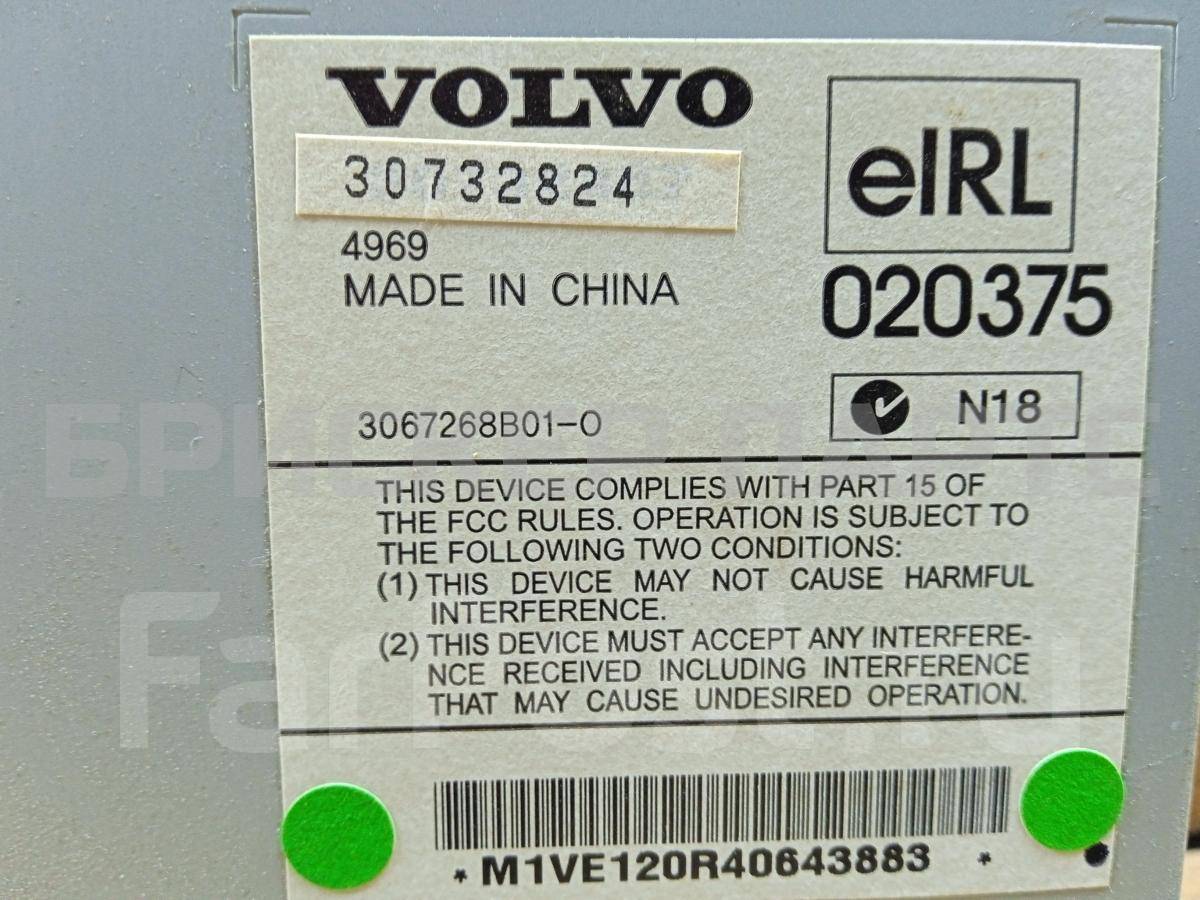 VOLVO
30732824
4969
MADE IN CHINA
3067268B01-0
eIRL
020375
N18
THIS DEVICE COMPLIES WITH PART 15 OF
THE FCC RULES. OPERATION IS SUBJECT TO
THE FOLLOWING TWO CONDITIONS:
(1) THIS DEVICE MAY NOT CAUSE HARMFUL
INTERFERENCE.
(2) THIS DEVICE MUST ACCEPT ANY INTERFERE-
NCE RECEIVED INCLUDING INTERFERENCE
THAT MAY CAUSE UNDESIRED OPERATION.
*M1VE120R40643883 *